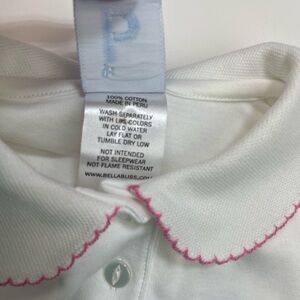 100% COTTON
MADE IN PERU
WASH SEPARATELY
WITH LIKE COLORS
IN COLD WATER
LAY FLAT OR
TUMBLE DRY LOW
NOT INTENDED
FOR SLEEPWEAR
NOT FLAME RESISTANT
WWW.BELLABLISS.COM